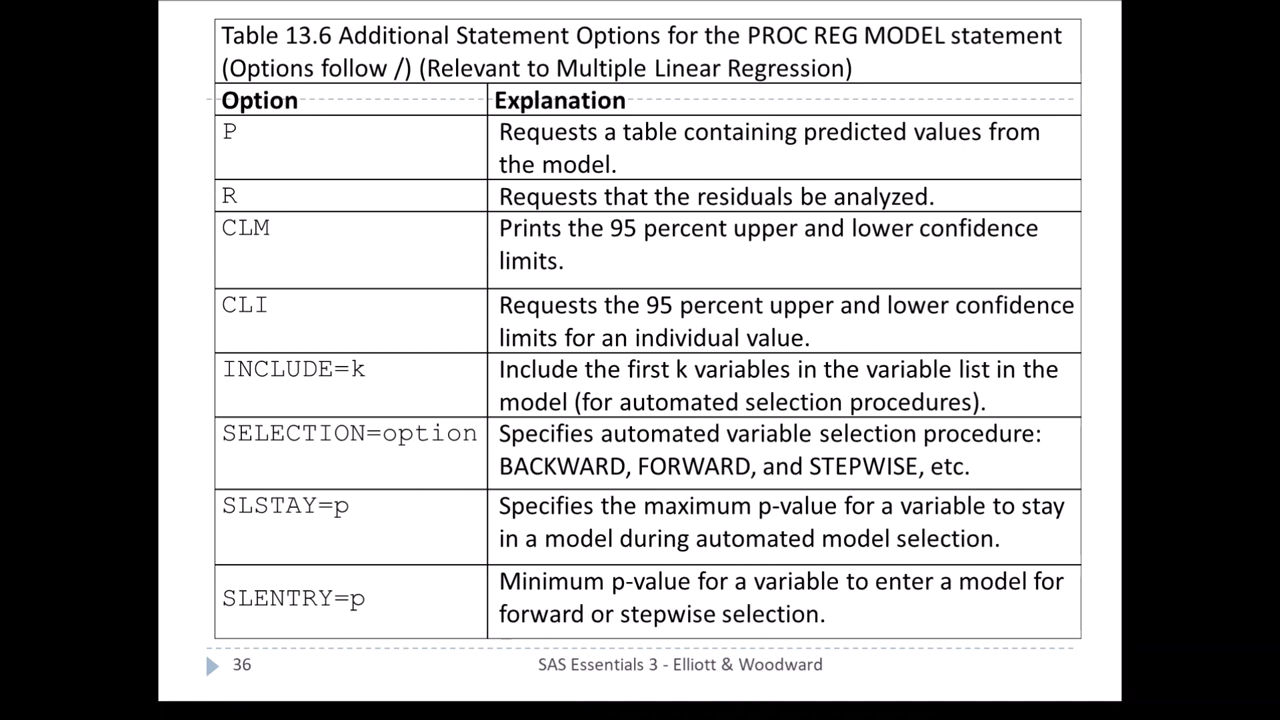 Table 13.6 Additional Statement Options for the PROC REG MODEL statement
(Options follow /) (Relevant to Multiple Linear Regression)
Option Explanation
P Requests a table containing predicted values from
the model.
R Requests that the residuals be analyzed.
CLM Prints the 95 percent upper and lower confidence
limits.
CLI Requests the 95 percent upper and lower confidence
limits for an individual value.
INCLUDE=k Include the first k variables in the variable list in the
model (for automated selection procedures).
SELECTION=option Specifies automated variable selection procedure:
BACKWARD, FORWARD, and STEPWISE, etc.
SLSTAY=p Specifies the maximum p-value for a variable to stay
in a model during automated model selection.
SLENTRY=p Minimum p-value for a variable to enter a model for
forward or stepwise selection.
36 SAS Essentials 3 - Elliott & Woodward